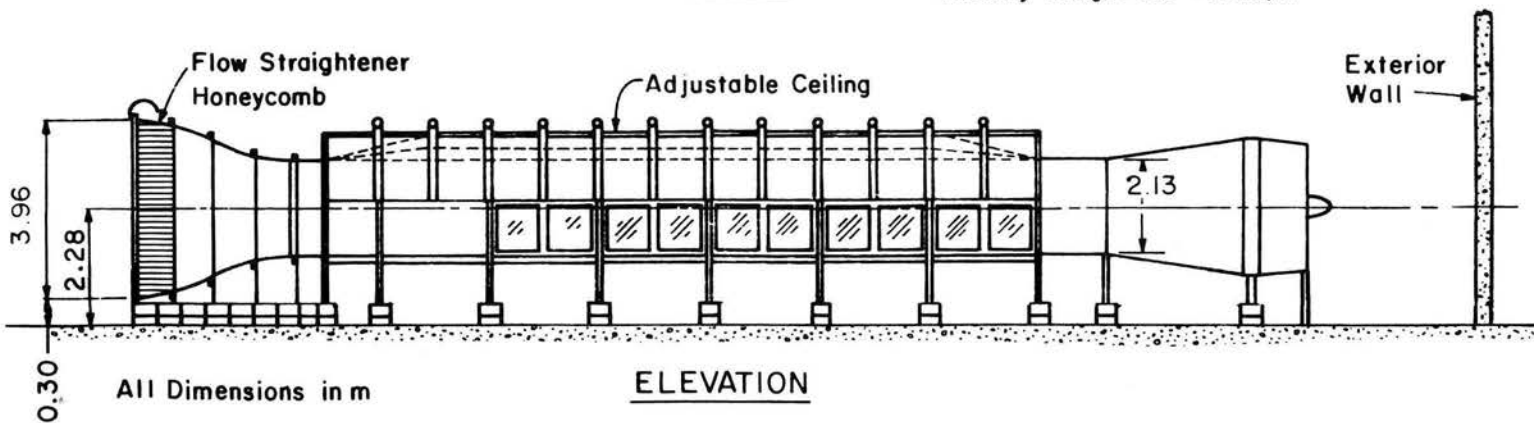 Flow Straightener
Honeycomb
Adjustable Ceiling
Exterior
Wall
3.96
2.28
2.13
0.30
All Dimensions in m
ELEVATION